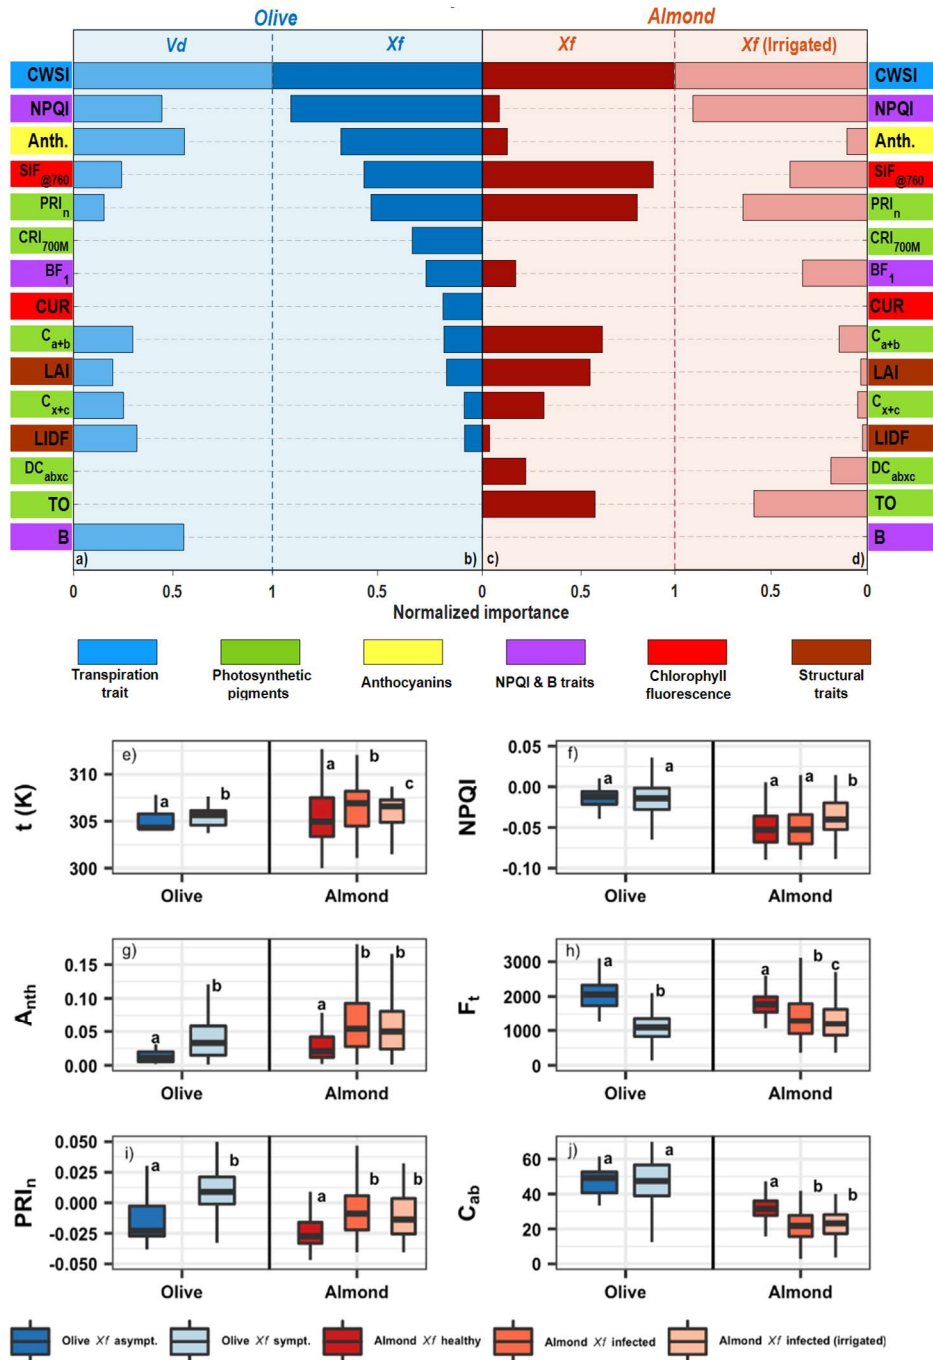 Olive Almond
Vd Xf Xf Xf (Irrigated)
CWSI CWSI
NPQI NPQI
Anth. Anth.
SIF@760 SIF@760
PRIn PRIn
CRI700M CRI700M
BF1 BF1
CUR CUR
Ca+b Ca+b
LAI LAI
Cx+c Cx+c
LIDF LIDF
DCabxc DCabxc
TO TO
B B
a) b) c) d)
0 0.5 1 0.5 0 0.5 1 0.5 0
Normalized importance
Transpiration trait
Photosynthetic pigments
Anthocyanins
NPQI & B traits
Chlorophyll fluorescence
Structural traits
e)
t (K)
310
305
300
a b a b c
Olive Almond
f)
NPQI
0.05
0.00
-0.05
-0.10
a a a a b
Olive Almond
g)
Anth
0.15
0.10
0.05
0.00
a b a b b
Olive Almond
h)
Ft
3000
2000
1000
0
a b a b c
Olive Almond
i)
PRIn
0.050
0.025
0.000
-0.025
-0.050
a b a b b
Olive Almond
j)
Cab
60
40
20
0
a a a b b
Olive Almond
Olive Xf asympt. Olive Xf sympt. Almond Xf healthy Almond Xf infected Almond Xf infected (irrigated)